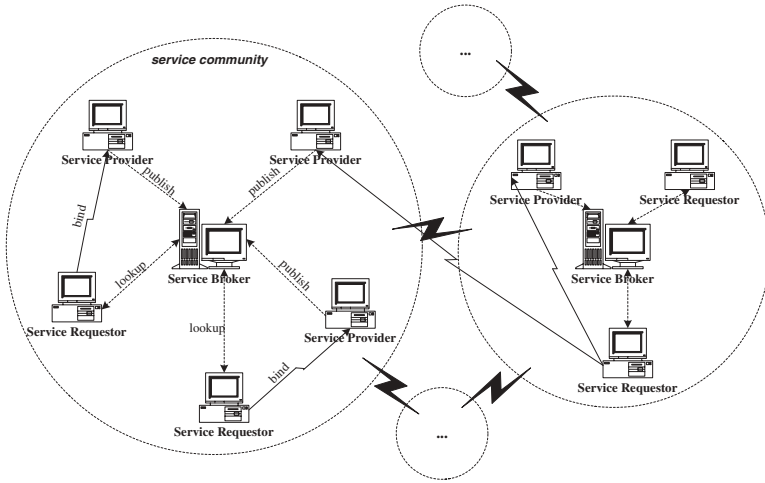 ...
service community
Service Provider
Service Provider
publish
publish
bind
lookup
Service Broker
publish
Service Requestor
lookup
Service Provider
bind
Service Requestor
Service Provider
Service Requestor
Service Broker
Service Requestor
...